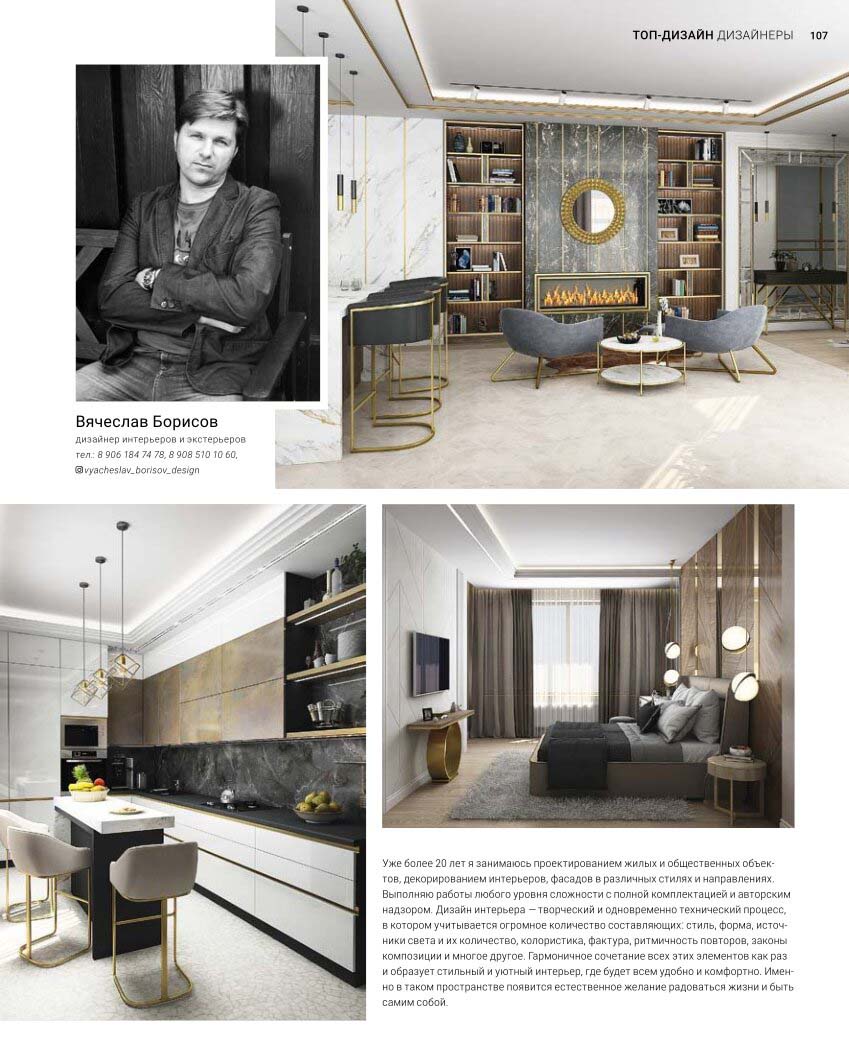 ТОП-ДИЗАЙН ДИЗАЙНЕРЫ 107
Вячеслав Борисов
дизайнер интерьеров и экстерьеров
тел.: 8 906 184 74 78, 8 908 510 10 60,
vyacheslav_borisov_design
Уже более 20 лет я занимаюсь проектированием жилых и общественных объек-
тов, декорированием интерьеров, фасадов в различных стилях и направлениях.
Выполняю работы любого уровня сложности с полной комплектацией и авторским
надзором. Дизайн интерьера — творческий и одновременно технический процесс,
в котором учитывается огромное количество составляющих: стиль, форма, источ-
ники света и их количество, колористика, фактура, ритмичность повторов, законы
композиции и многое другое. Гармоничное сочетание всех этих элементов как раз
и образует стильный и уютный интерьер, где будет всем удобно и комфортно. Имен-
но в таком пространстве появится естественное желание радоваться жизни и быть
самим собой.